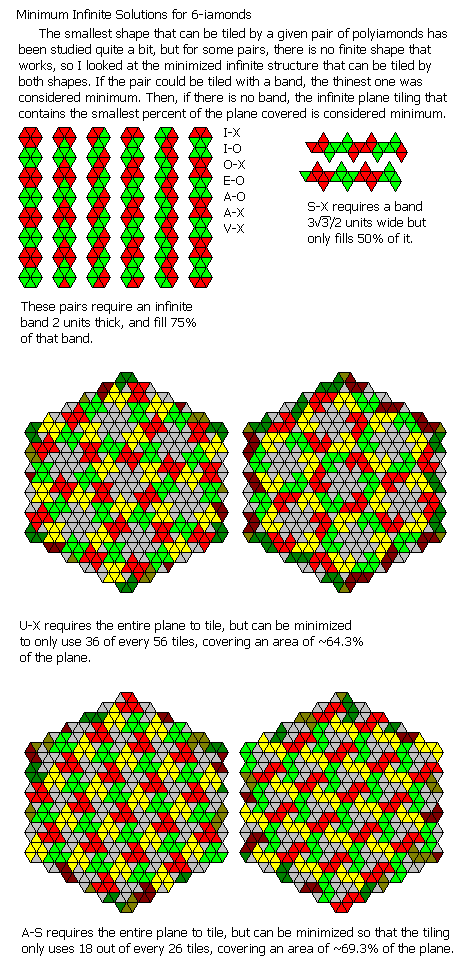 Minimum Infinite Solutions for 6-iamonds
The smallest shape that can be tiled by a given pair of polyiamonds has
been studied quite a bit, but for some pairs, there is no finite shape that
works, so I looked at the minimized infinite structure that can be tiled by
both shapes. If the pair could be tiled with a band, the thinest one was
considered minimum. Then, if there is no band, the infinite plane tiling that
contains the smallest percent of the plane covered is considered minimum.
I-X
I-O
O-X
E-O
A-O
A-X
V-X
S-X requires a band
3√3/2 units wide but
only fills 50% of it.
These pairs require an infinite
band 2 units thick, and fill 75%
of that band.
U-X requires the entire plane to tile, but can be minimized
to only use 36 of every 56 tiles, covering an area of ~64.3%
of the plane.
A-S requires the entire plane to tile, but can be minimized so that the tiling
only uses 18 out of every 26 tiles, covering an area of ~69.3% of the plane.